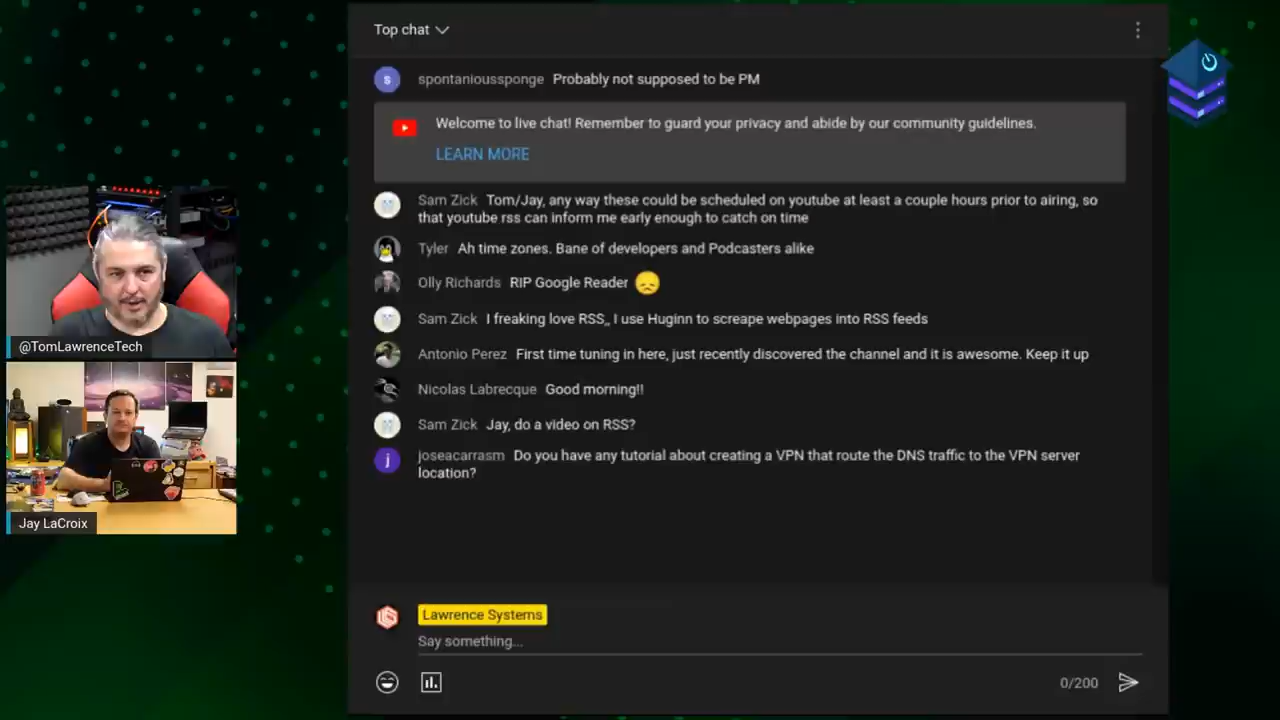 Top chat
spontanioussponge Probably not supposed to be PM
Welcome to live chat! Remember to guard your privacy and abide by our community guidelines.
LEARN MORE
Sam Zick Tom/Jay, any way these could be scheduled on youtube at least a couple hours prior to airing, so
that youtube rss can inform me early enough to catch on time
Tyler Ah time zones. Bane of developers and Podcasters alike
Olly Richards RIP Google Reader 😞
Sam Zick I freaking love RSS,, I use Huginn to screape webpages into RSS feeds
@TomLawrenceTech
Antonio Perez First time tuning in here, just recently discovered the channel and it is awesome. Keep it up
Nicolas Labrecque Good morning!!
Sam Zick Jay, do a video on RSS?
j joseacarrasm Do you have any tutorial about creating a VPN that route the DNS traffic to the VPN server
location?
Jay LaCroix
Lawrence Systems
Say something...
0/200